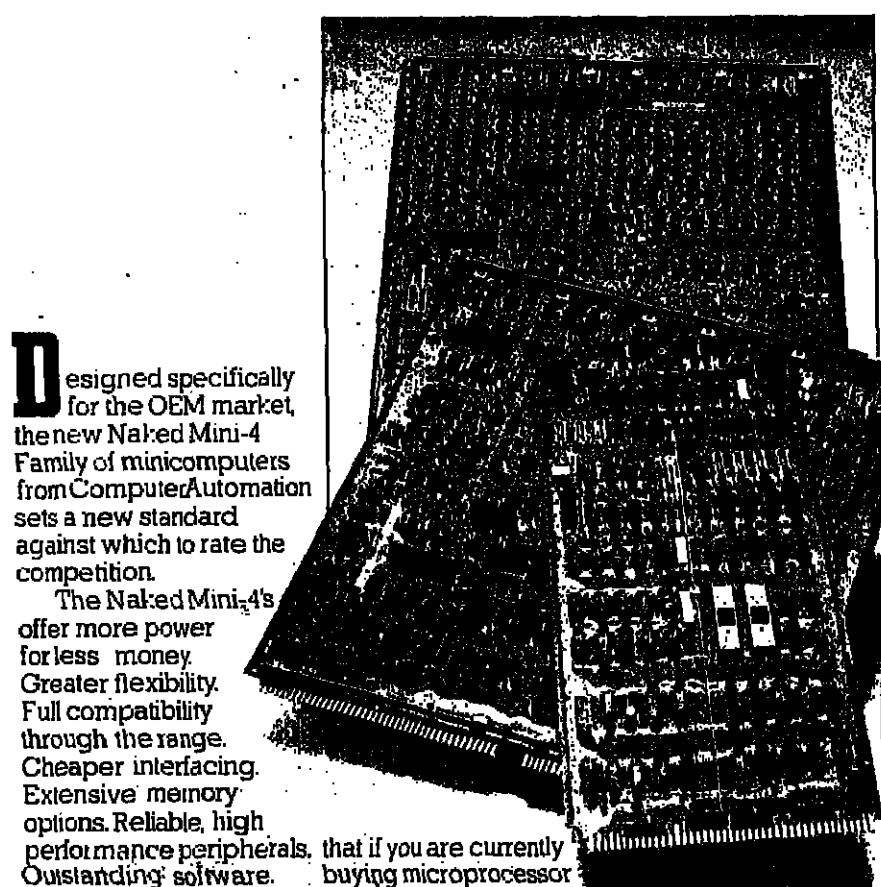 Designed specifically
for the OEM market,
the new Naked Mini-4
Family of minicomputers
from ComputerAutomation
sets a new standard
against which to rate the
competition.
The Naked Mini-4's
offer more power
for less money.
Greater flexibility.
Full compatibility
through the range.
Cheaper interfacing.
Extensive memory
options. Reliable, high
performance peripherals.
Outstanding software.
that if you are currently
buying microprocessor